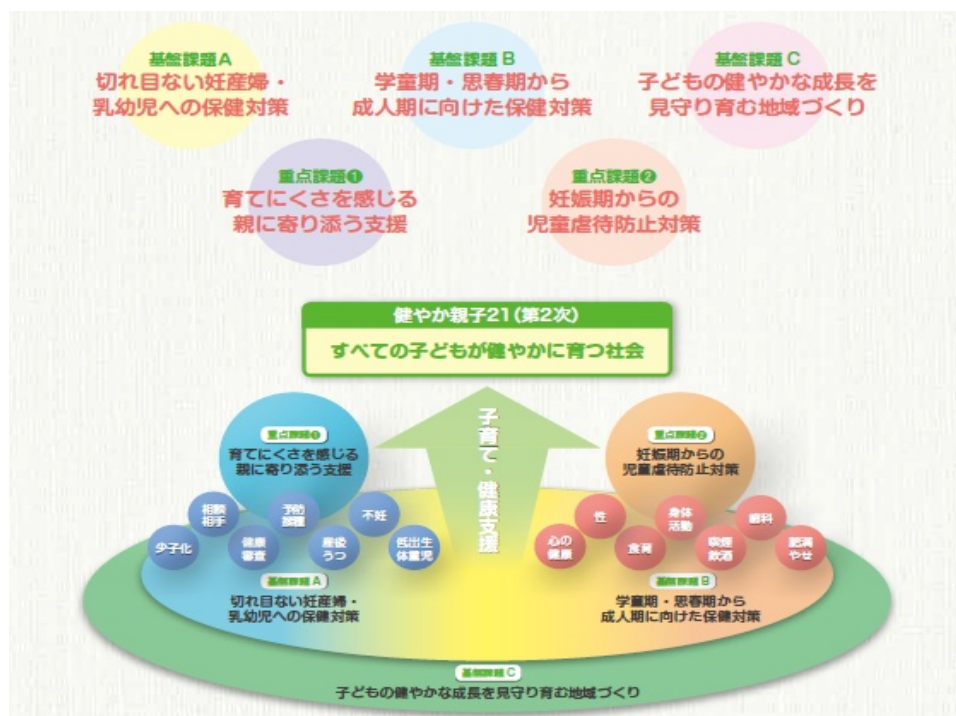 基盤課題A
切れ目ない妊産婦・
乳幼児への保健対策
基盤課題B
学童期・思春期から
成人期に向けた保健対策
基盤課題C
子どもの健やかな成長を
見守り育む地域づくり
重点課題❶
育てにくさを感じる
親に寄り添う支援
重点課題❷
妊娠期からの
児童虐待防止対策
健やか親子21(第2次)
すべての子どもが健やかに育つ社会
子育て・健康支援
重点課題❶
育てにくさを感じる
親に寄り添う支援
重点課題❷
妊娠期からの
児童虐待防止対策
少子化
相談
相手
健康
審査
予防
接種
産後
うつ
不妊
低出生
体重児
心の
健康
性
食育
身体
活動
喫煙
飲酒
歯科
肥満
やせ
基盤課題A
切れ目ない妊産婦・
乳幼児への保健対策
基盤課題B
学童期・思春期から
成人期に向けた保健対策
基盤課題C
子どもの健やかな成長を見守り育む地域づくり